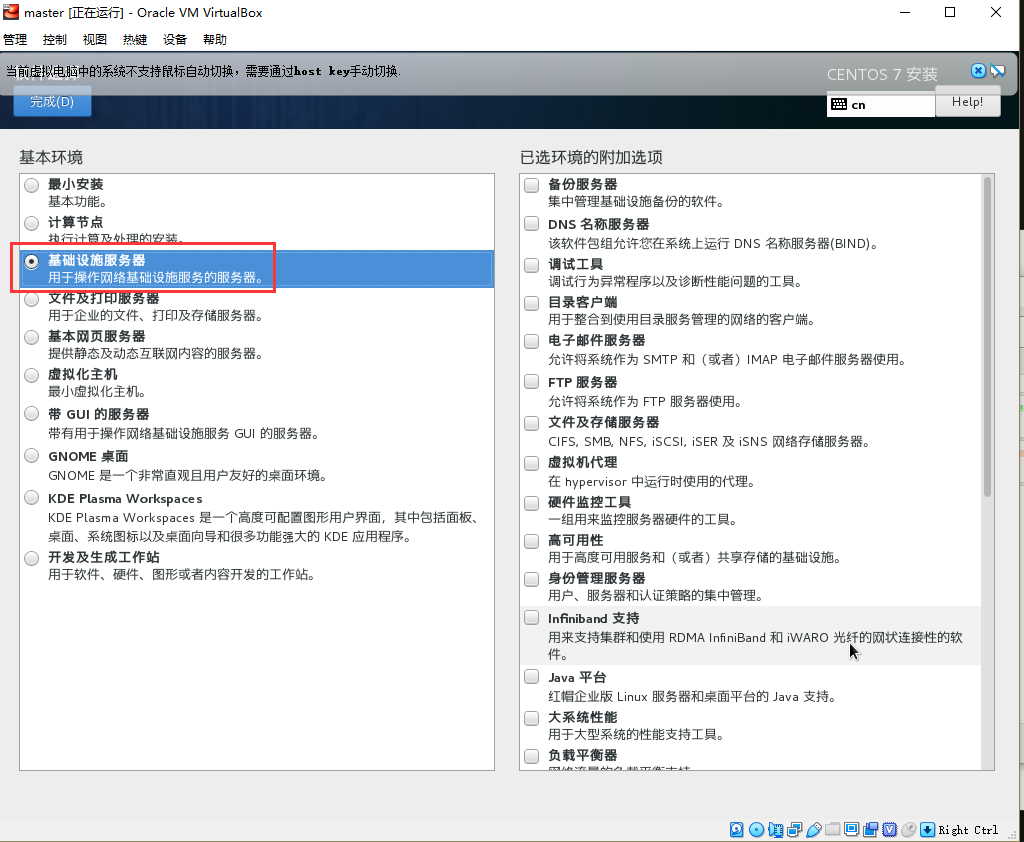 master [正在运行] - Oracle VM VirtualBox
管理 控制 视图 热键 设备 帮助
当前虚拟电脑中的系统不支持鼠标自动切换，需要通过host key手动切换.
CENTOS 7 安装
完成(D)
cn
Help!
基本环境
最小安装
基本功能。
计算节点
执行计算及处理的安装。
基础设施服务器
用于操作网络基础设施服务的服务器。
文件及打印服务器
用于企业的文件、打印及存储服务器。
基本网页服务器
提供静态及动态互联网内容的服务器。
虚拟化主机
最小虚拟化主机。
带 GUI 的服务器
带有用于操作网络基础设施服务 GUI 的服务器。
GNOME 桌面
GNOME 是一个非常直观且用户友好的桌面环境。
KDE Plasma Workspaces
KDE Plasma Workspaces 是一个高度可配置图形用户界面，其中包括面板、
桌面、系统图标以及桌面向导和很多功能强大的 KDE 应用程序。
开发及生成工作站
用于软件、硬件、图形或者内容开发的工作站。
已选环境的附加选项
备份服务器
集中管理基础设施备份的软件。
DNS 名称服务器
该软件包组允许您在系统上运行 DNS 名称服务器(BIND)。
调试工具
调试行为异常程序以及诊断性能问题的工具。
目录客户端
用于整合到使用目录服务管理的网络的客户端。
电子邮件服务器
允许将系统作为 SMTP 和（或者）IMAP 电子邮件服务器使用。
FTP 服务器
允许将系统作为 FTP 服务器使用。
文件及存储服务器
CIFS, SMB, NFS, iSCSI, iSER 及 iSNS 网络存储服务器。
虚拟机代理
在 hypervisor 中运行时使用的代理。
硬件监控工具
一组用来监控服务器硬件的工具。
高可用性
用于高度可用服务和（或者）共享存储的基础设施。
身份管理服务器
用户、服务器和认证策略的集中管理。
Infiniband 支持
用来支持集群和使用 RDMA InfiniBand 和 iWARO 光纤的网状连接性的软
件。
Java 平台
红帽企业版 Linux 服务器和桌面平台的 Java 支持。
大系统性能
用于大型系统的性能支持工具。
负载平衡器
网络流量的负载平衡支持。
Right Ctrl